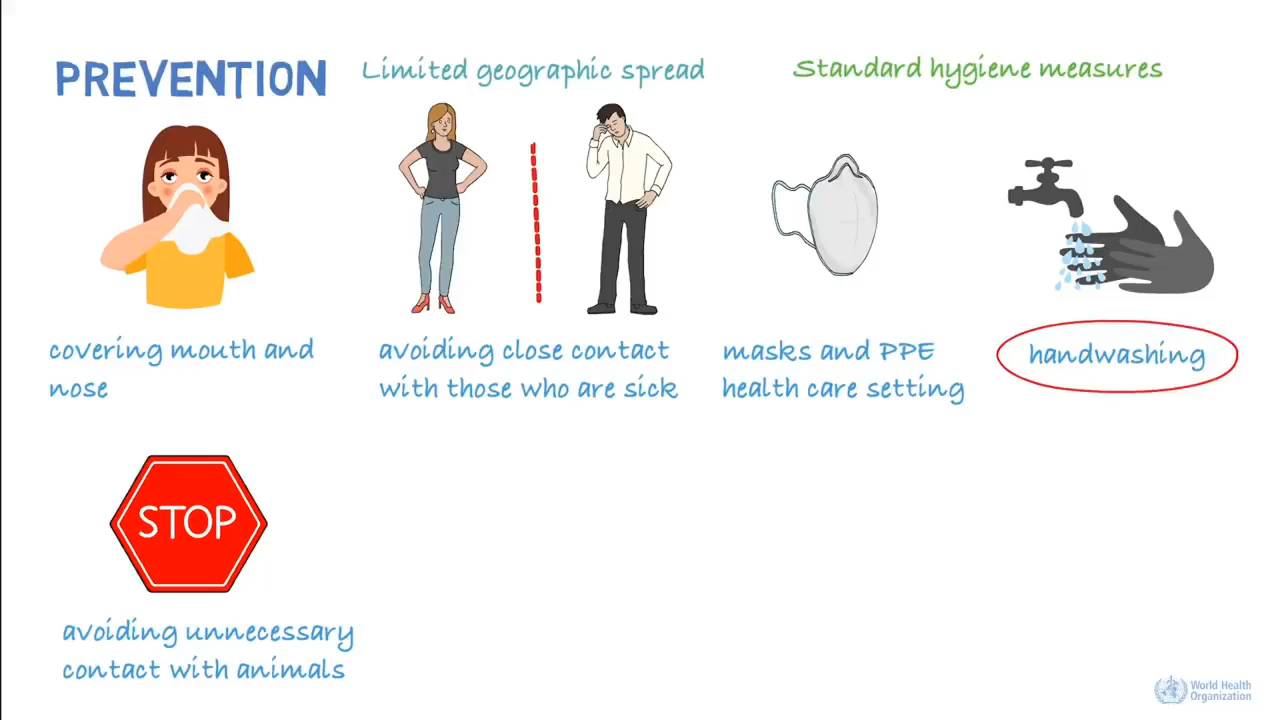 PREVENTION
Limited geographic spread
Standard hygiene measures
covering mouth and
nose
avoiding close contact
with those who are sick
masks and PPE
health care setting
handwashing
STOP
avoiding unnecessary
contact with animals
World Health
Organization